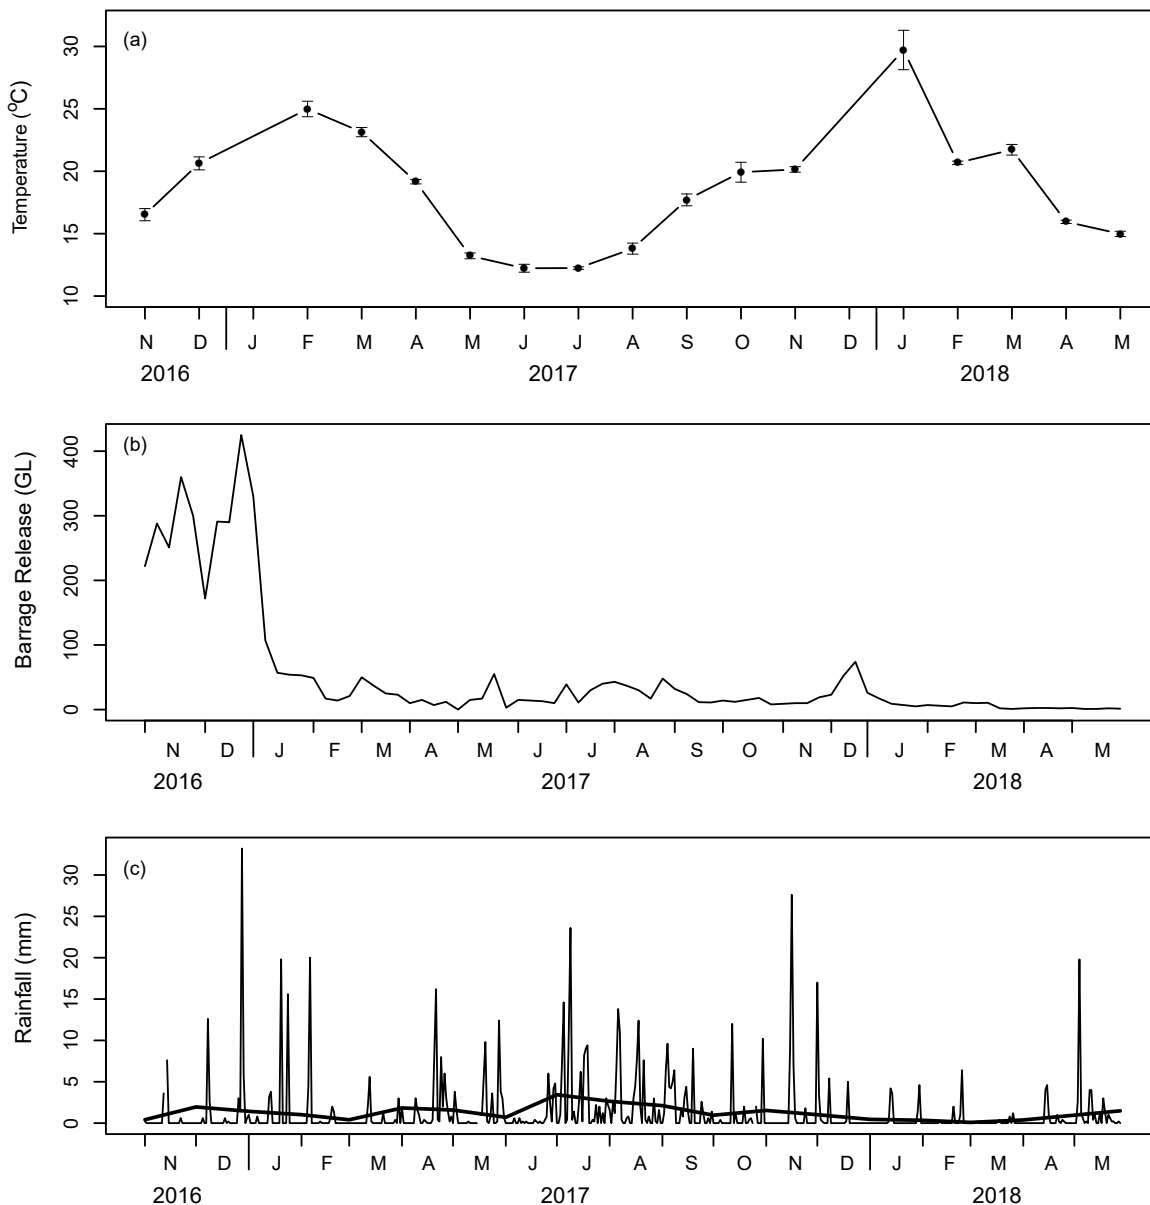 (a)
Temperature (°C)
30
25
20
15
10
N D J F M A M J J A S O N D J F M A M
2016 2017 2018
(b)
Barrage Release (GL)
400
300
200
100
0
N D J F M A M J J A S O N D J F M A M
2016 2017 2018
(c)
Rainfall (mm)
30
25
20
15
10
5
0
N D J F M A M J J A S O N D J F M A M
2016 2017 2018